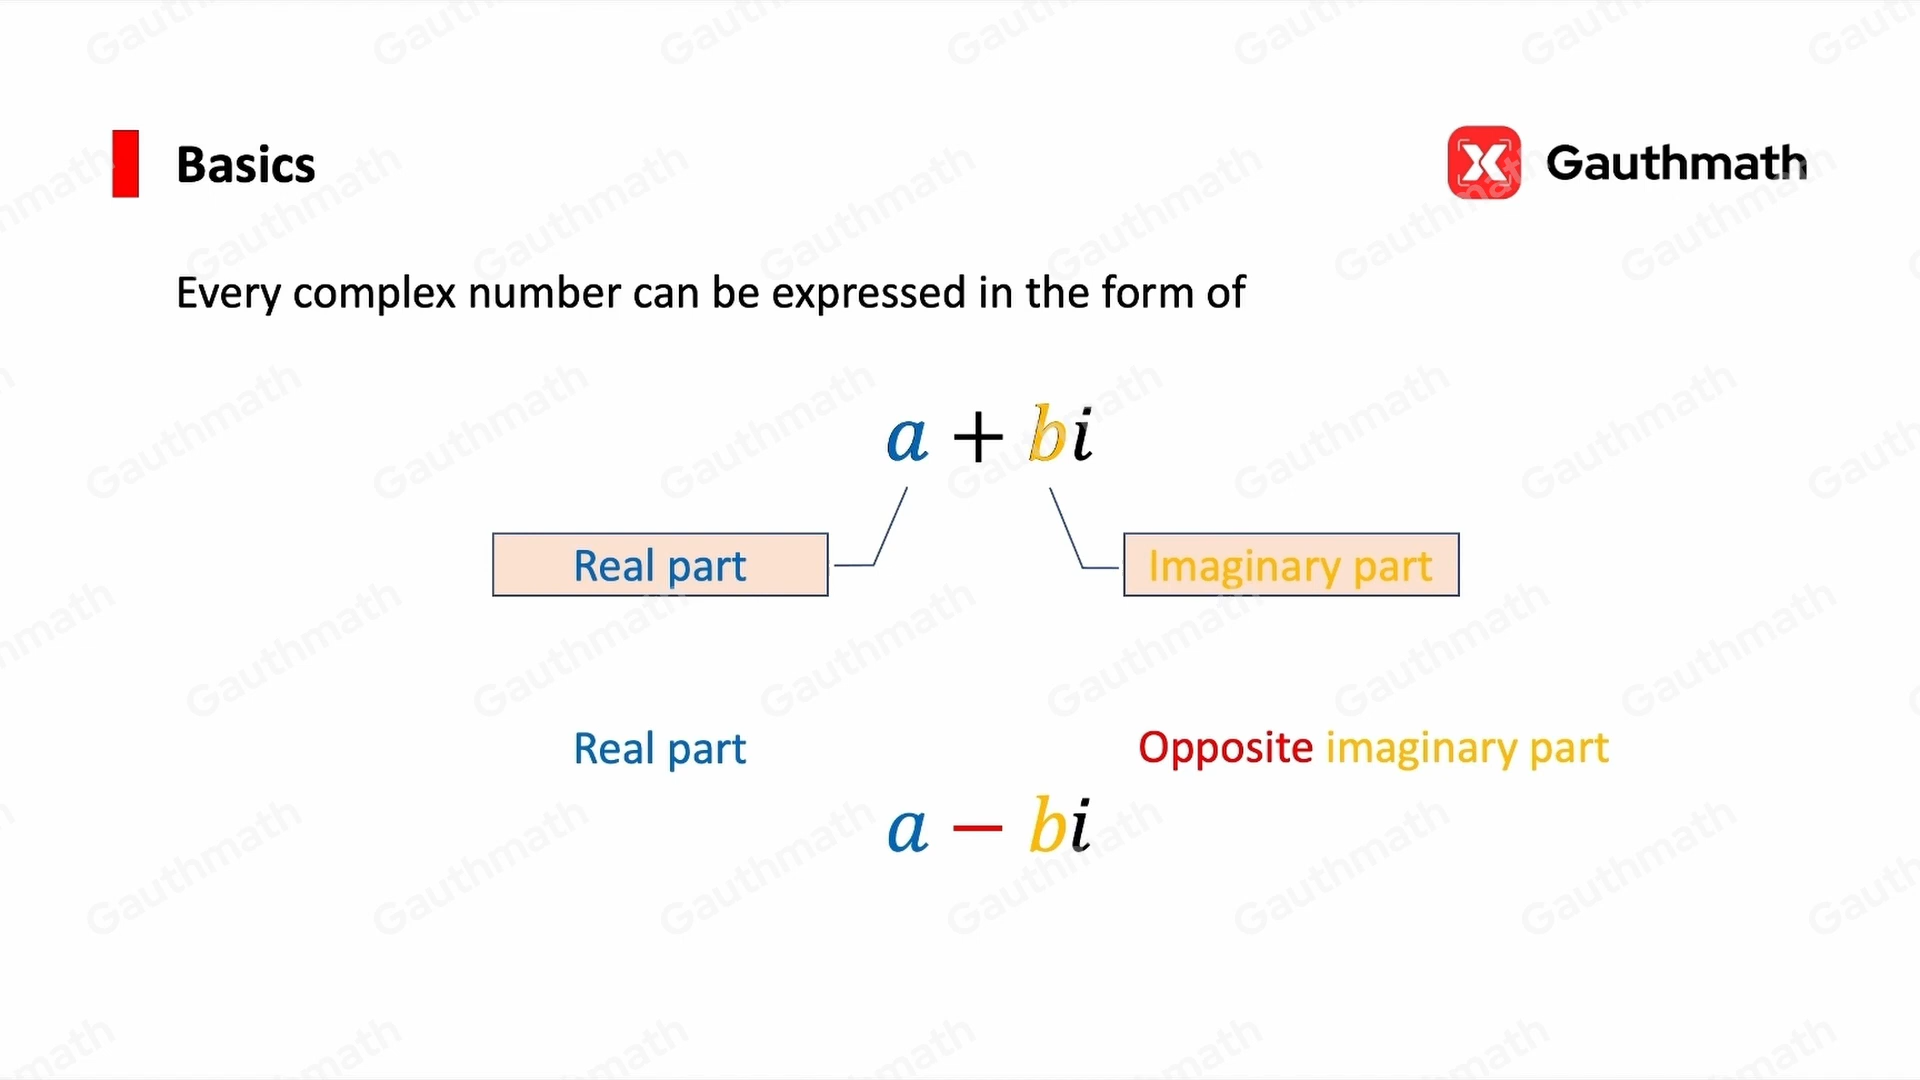 Basics
Gauthmath
Every complex number can be expressed in the form of
a + bi
Real part
Imaginary part
Real part
Opposite imaginary part
a − bi